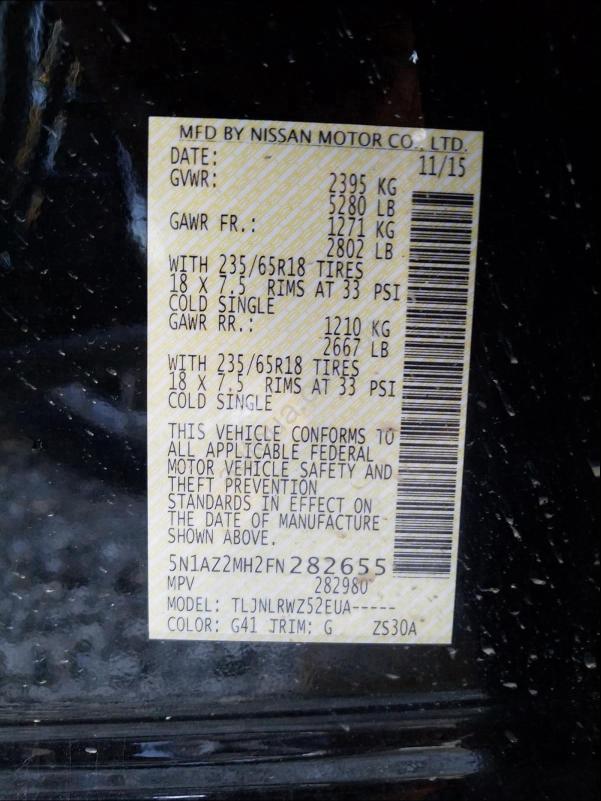 MFD BY NISSAN MOTOR CO., LTD.
DATE: 11/15
GVWR: 2395 KG
5280 LB
GAWR FR.: 1271 KG
2802 LB
WITH 235/65R18 TIRES
18 X 7.5 RIMS AT 33 PSI
COLD SINGLE
GAWR RR.: 1210 KG
2667 LB
WITH 235/65R18 TIRES
18 X 7.5 RIMS AT 33 PSI
COLD SINGLE
THIS VEHICLE CONFORMS TO
ALL APPLICABLE FEDERAL
MOTOR VEHICLE SAFETY AND
THEFT PREVENTION
STANDARDS IN EFFECT ON
THE DATE OF MANUFACTURE
SHOWN ABOVE.
5N1AZ2MH2FN282655
MPV 282980
MODEL: TLJNLRWZ52EUA-----
COLOR: G41 TRIM: G ZS30A